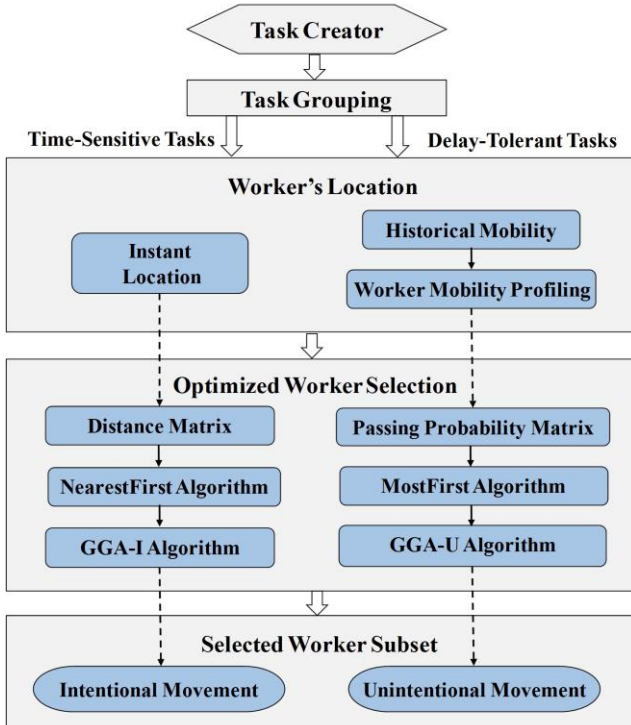 Task Creator
Task Grouping
Time-Sensitive Tasks
Delay-Tolerant Tasks
Worker's Location
Instant
Location
Historical Mobility
Worker Mobility Profiling
Optimized Worker Selection
Distance Matrix
Passing Probability Matrix
NearestFirst Algorithm
MostFirst Algorithm
GGA-I Algorithm
GGA-U Algorithm
Selected Worker Subset
Intentional Movement
Unintentional Movement